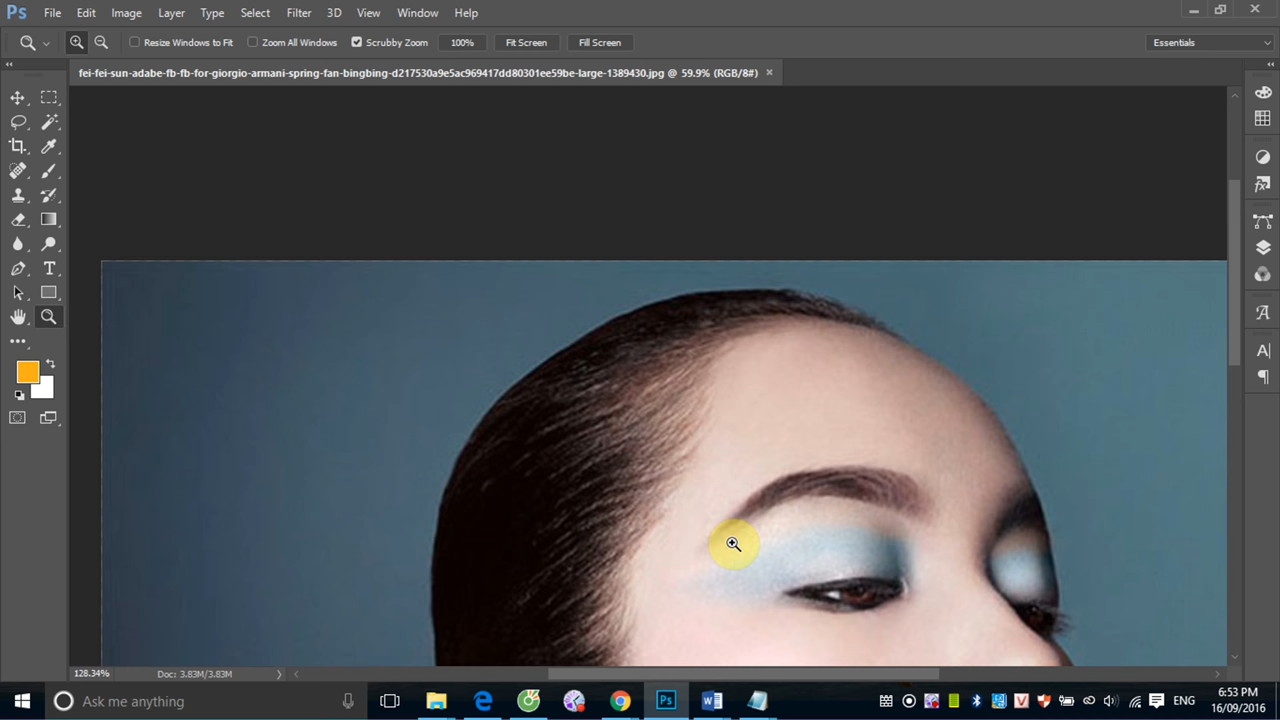 Ps File Edit Image Layer Type Select Filter 3D View Window Help
Resize Windows to Fit Zoom All Windows Scrubby Zoom 100% Fit Screen Fill Screen Essentials
fei-fei-sun-adabe-fb-fb-for-giorgio-armani-spring-fan-bingbing-d217530a9e5ac969417dd80301ee59be-large-1389430.jpg @ 59.9% (RGB/8#) ×
128.34% Doc: 3.83M/3.83M
Ask me anything
Ps
ENG
6:53 PM
16/09/2016